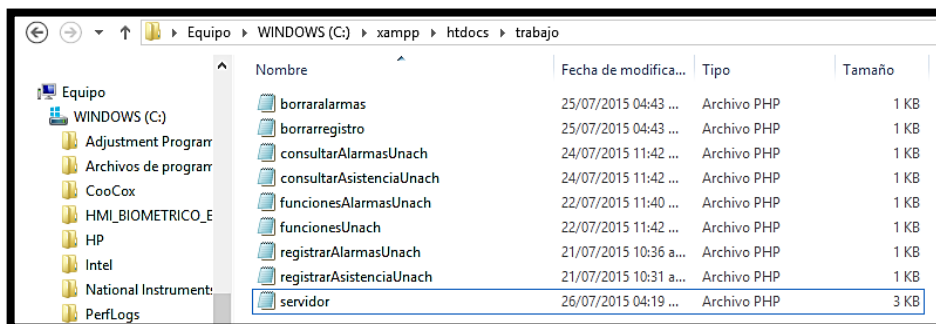 Equipo WINDOWS (C:) xampp htdocs trabajo
Equipo
WINDOWS (C:)
Adjustment Program
Archivos de program
CooCox
HMI_BIOMETRICO_E
HP
Intel
National Instruments
PerfLogs
Nombre Fecha de modifica... Tipo Tamaño
borraralarmas 25/07/2015 04:43 ... Archivo PHP 1 KB
borrarregistro 25/07/2015 04:43 ... Archivo PHP 1 KB
consultarAlarmasUnach 24/07/2015 11:42 ... Archivo PHP 1 KB
consultarAsistenciaUnach 24/07/2015 11:42 ... Archivo PHP 1 KB
funcionesAlarmasUnach 22/07/2015 11:40 ... Archivo PHP 1 KB
funcionesUnach 22/07/2015 11:42 ... Archivo PHP 1 KB
registrarAlarmasUnach 21/07/2015 10:36 a... Archivo PHP 1 KB
registrarAsistenciaUnach 21/07/2015 10:31 a... Archivo PHP 1 KB
servidor 26/07/2015 04:19 ... Archivo PHP 3 KB